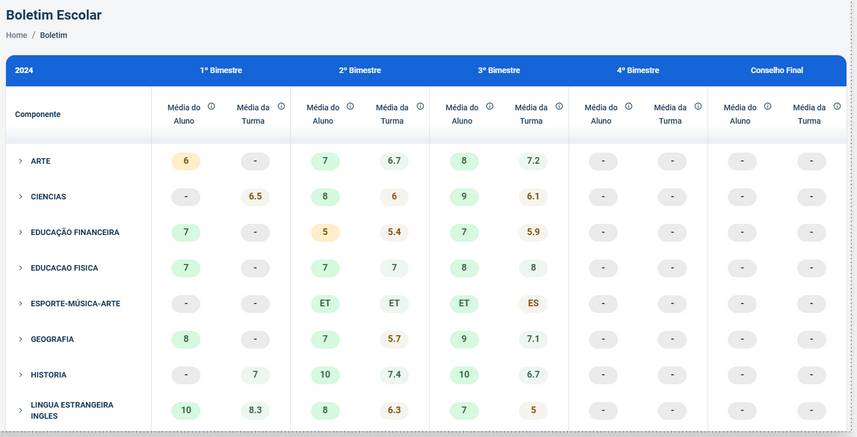 Boletim Escolar
Home / Boletim
2024 1º Bimestre 2º Bimestre 3º Bimestre 4º Bimestre Conselho Final
Componente Média do Aluno Média da Turma Média do Aluno Média da Turma Média do Aluno Média da Turma Média do Aluno Média da Turma Média do Aluno Média da Turma
ARTE 6 - 7 6.7 8 7.2 - - - -
CIENCIAS - 6.5 8 6 9 6.1 - - - -
EDUCAÇÃO FINANCEIRA 7 - 5 5.4 7 5.9 - - - -
EDUCACAO FISICA 7 - 7 7 8 8 - - - -
ESPORTE-MÚSICA-ARTE - - ET ET ET ES - - - -
GEOGRAFIA 8 - 7 5.7 9 7.1 - - - -
HISTORIA - 7 10 7.4 10 6.7 - - - -
LINGUA ESTRANGEIRA INGLES 10 8.3 8 6.3 7 5 - - - -